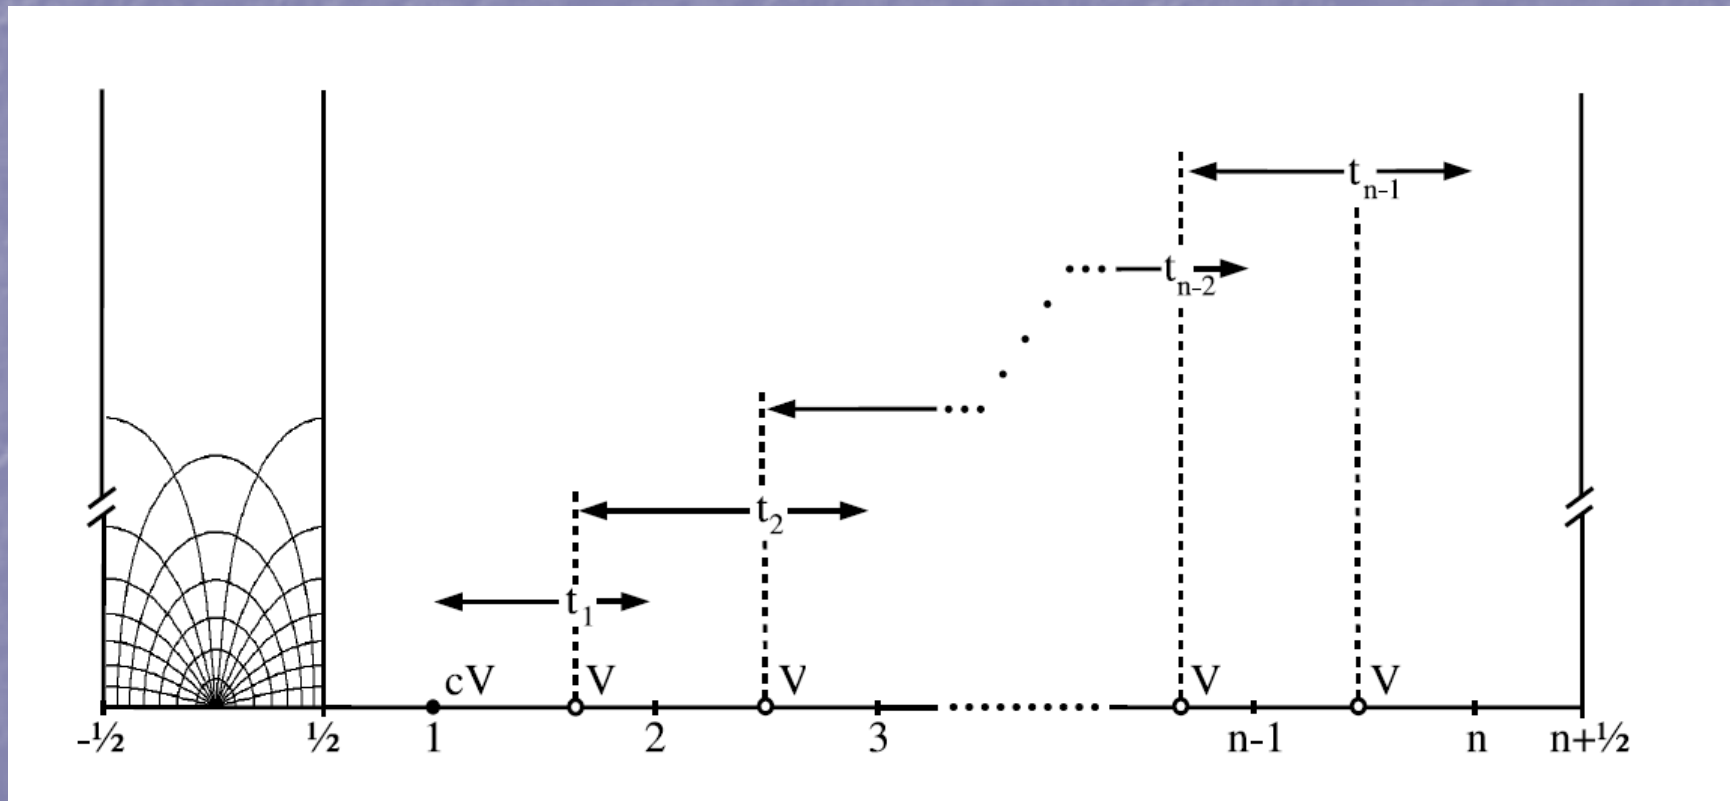 t n-1
t n-2
t 2
t 1
cV V V V V
-½ ½ 1 2 3 n-1 n n+½